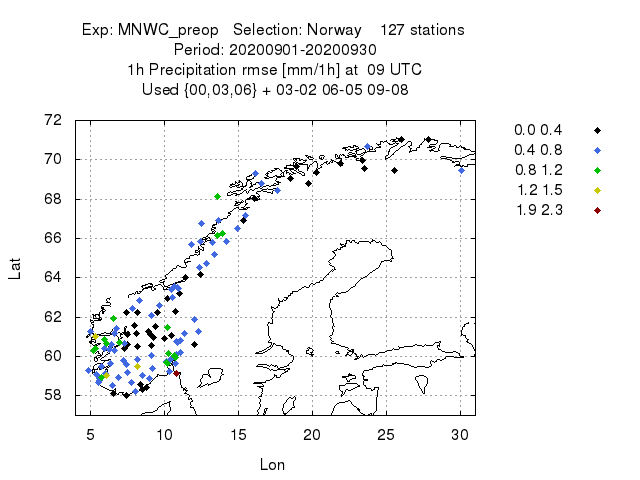 Exp: MNWC_preop   Selection: Norway    127 stations
Period: 20200901-20200930
1h Precipitation rmse [mm/1h] at  09 UTC
Used {00,03,06} + 03-02 06-05 09-08
72
70
68
66
64
62
60
58
Lat
5 10 15 20 25 30
Lon
0.0 0.4
0.4 0.8
0.8 1.2
1.2 1.5
1.9 2.3